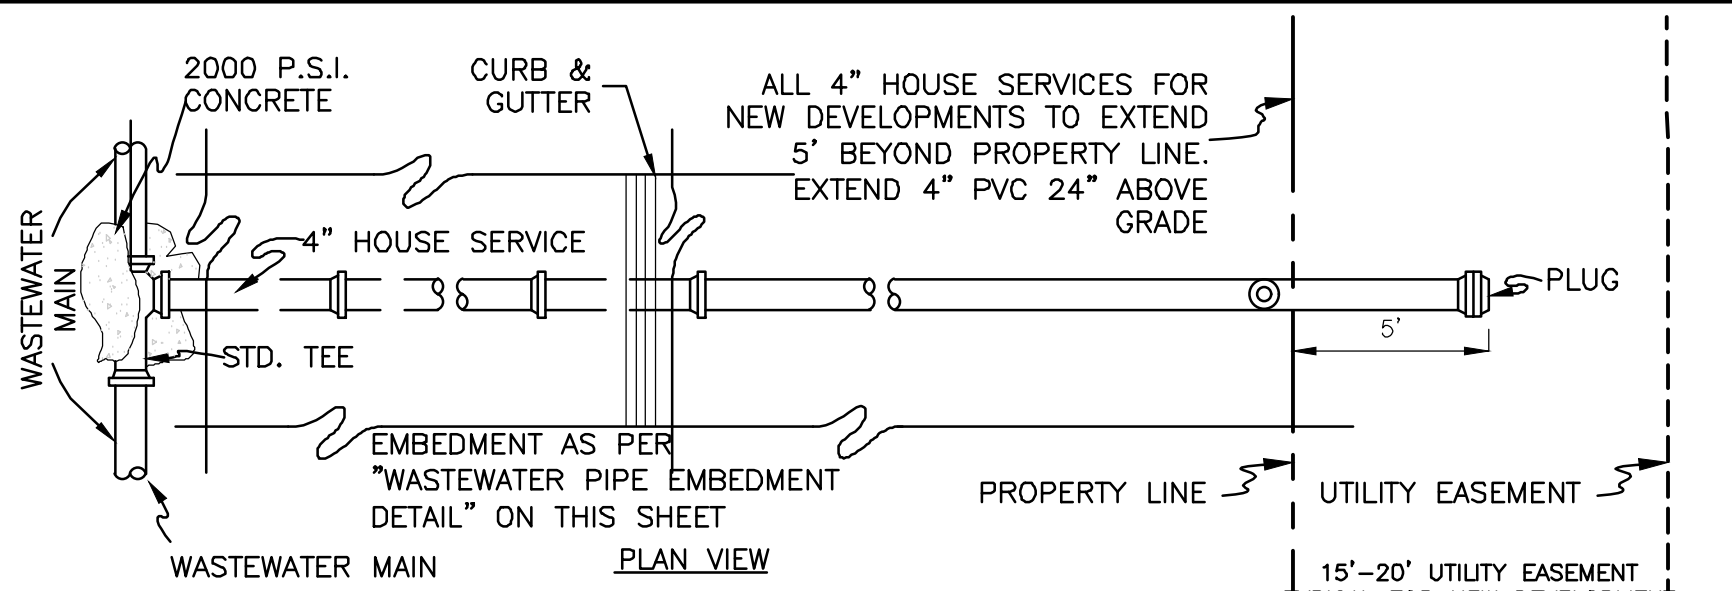 2000 P.S.I.
CONCRETE
CURB &
GUTTER
ALL 4" HOUSE SERVICES FOR
NEW DEVELOPMENTS TO EXTEND
5' BEYOND PROPERTY LINE.
EXTEND 4" PVC 24" ABOVE
GRADE
WASTEWATER
MAIN
4" HOUSE SERVICE
PLUG
5'
STD. TEE
EMBEDMENT AS PER
"WASTEWATER PIPE EMBEDMENT
DETAIL" ON THIS SHEET
PROPERTY LINE
UTILITY EASEMENT
WASTEWATER MAIN
PLAN VIEW
15'-20' UTILITY EASEMENT